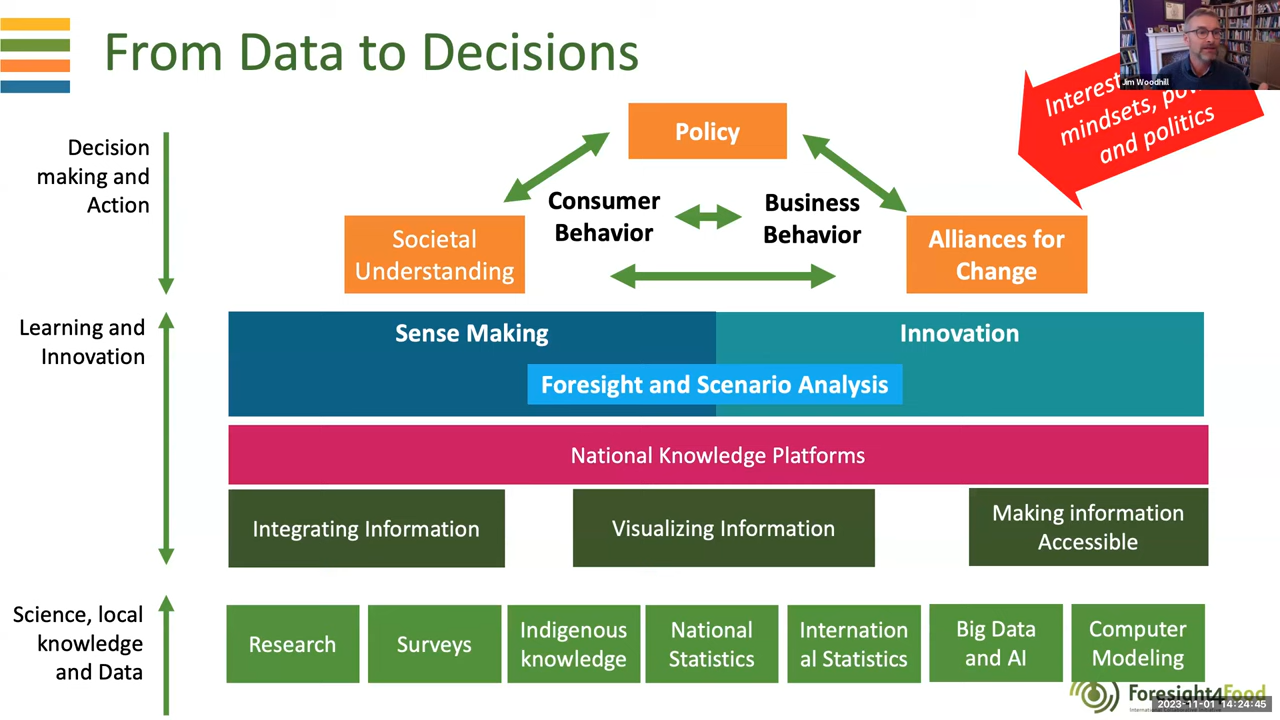 From Data to Decisions
Jim Woodhill
Interest
mindsets,
and politics
Decision
making and
Action
Policy
Consumer
Behavior
Business
Behavior
Societal
Understanding
Alliances for
Change
Learning and
Innovation
Sense Making
Innovation
Foresight and Scenario Analysis
National Knowledge Platforms
Integrating Information
Visualizing Information
Making information
Accessible
Science, local
knowledge
and Data
Research
Surveys
Indigenous
knowledge
National
Statistics
Internation
al Statistics
Big Data
and AI
Computer
Modeling
Foresight4Food
2023-11-01 14:24:45